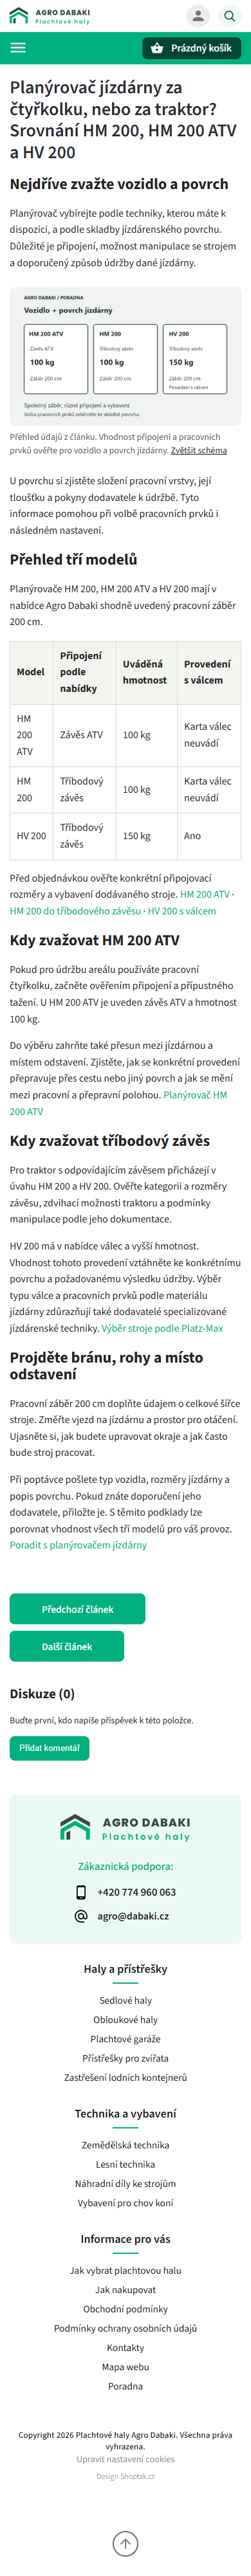 AGRO DABAKI
Plachtové haly
Prázdný košík
Plánovač jízdárny za
čtyřkolku, nebo za traktor?
Srovnání HM 200, HM 200 ATV
a HV 200
Nejdříve zvažte vozidlo a povrch
Plánovač vybírejte podle techniky, kterou máte k
dispozici, a podle skladby jízdárenského povrchu.
Důležité je připojení, možnost manipulace se strojem
a doporučený způsob údržby dané jízdárny.
AGRO DABAKI / PORADNA
Vozidlo + povrch jízdárny
HM 200 ATV
Závěs ATV
100 kg
Záběr 200 cm
HM 200
Tříbodový závěs
100 kg
Záběr 200 cm
HV 200
Tříbodový závěs
150 kg
Záběr 200 cm
Provedení s válcem
Společný záběr, různé připojení a vybavení.
Volbu pracovních prvků vztáhněte ke skladbě povrchu.
Přehled údajů z článku. Vhodnost připojení a pracovních
prvků ověřte pro vozidlo a povrch jízdárny. Zvětšit schéma
U povrchu si zjistěte složení pracovní vrstvy, její
tloušťku a pokyny dodavatele k údržbě. Tyto
informace pomohou při volbě pracovních prvků i
následném nastavení.
Přehled tří modelů
Planýrovače HM 200, HM 200 ATV a HV 200 mají v
nabídce Agro Dabaki shodně uvedený pracovní záběr
200 cm.
Model
Připojení
podle
nabídky
Uváděná
hmotnost
Provedení
s válcem
HM
200
ATV
Závěs ATV
100 kg
Karta válec
neuvádí
HM
200
Tříbodový
závěs
100 kg
Karta válec
neuvádí
HV 200
Tříbodový
závěs
150 kg
Ano
Před objednávkou ověřte konkrétní připojovací
rozměry a vybavení dodávaného stroje. HM 200 ATV ·
HM 200 do tříbodového závěsu · HV 200 s válcem
Kdy zvažovat HM 200 ATV
Pokud pro údržbu areálu používáte pracovní
čtyřkolku, začněte ověřením připojení a přípustného
tažení. U HM 200 ATV je uveden závěs ATV a hmotnost
100 kg.
Do výběru zahrňte také přesun mezi jízdárnou a
místem odstavení. Zjistěte, jak se konkrétní provedení
přepravuje přes cestu nebo jiný povrch a jak se mění
mezi pracovní a přepravní polohou. Planýrovač HM
200 ATV
Kdy zvažovat tříbodový závěs
Pro traktor s odpovídajícím závěsem přicházejí v
úvahu HM 200 a HV 200. Ověřte kategorii a rozměry
závěsu, zdvihací možnosti traktoru a podmínky
manipulace podle jeho dokumentace.
HV 200 má v nabídce válec a vyšší hmotnost.
Vhodnost tohoto provedení vztáhněte ke konkrétnímu
povrchu a požadovanému výsledku údržby. Výběr
typu válce a pracovních prvků podle materiálu
jízdárny zdůrazňují také dodavatelé specializované
jízdárenské techniky. Výběr stroje podle Platz-Max
Projděte bránu, rohy a místo
odstavení
Pracovní záběr 200 cm doplňte údajem o celkové šířce
stroje. Změřte vjezd na jízdárnu a prostor pro otáčení.
Ujasněte si, jak budete upravovat okraje a jak často
bude stroj pracovat.
Při poptávce pošlete typ vozidla, rozměry jízdárny a
popis povrchu. Pokud znáte doporučení jeho
dodavatele, přiložte je. S těmito podklady lze
porovnat vhodnost všech tří modelů pro váš provoz.
Poradit s planýrovačem jízdárny
Předchozí článek
Další článek
Diskuze (0)
Buďte první, kdo napíše příspěvek k této položce.
Přidat komentář
AGRO DABAKI
Plachtové haly
Zákaznická podpora:
+420 774 960 063
agro@dabaki.cz
Haly a přístřešky
Sedlové haly
Obloukové haly
Plachtové garáže
Přístřešky pro zvířata
Zastřešení lodních kontejnerů
Technika a vybavení
Zemědělská technika
Lesní technika
Náhradní díly ke strojům
Vybavení pro chov koní
Informace pro vás
Jak vybrat plachtovou halu
Jak nakupovat
Obchodní podmínky
Podmínky ochrany osobních údajů
Kontakty
Mapa webu
Poradna
Copyright 2026 Plachtové haly Agro Dabaki. Všechna práva
vyhrazena.
Upravit nastavení cookies
Design Shoptak.cz